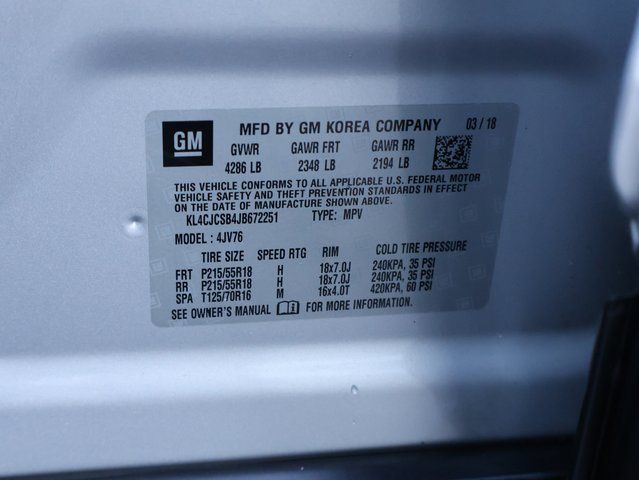 GM MFD BY GM KOREA COMPANY 03 / 18
GVWR GAWR FRT GAWR RR
4286 LB 2348 LB 2194 LB
THIS VEHICLE CONFORMS TO ALL APPLICABLE U.S. FEDERAL MOTOR
VEHICLE SAFETY AND THEFT PREVENTION STANDARDS IN EFFECT
ON THE DATE OF MANUFACTURE SHOWN ABOVE.
KL4CJCSB4JB672251 TYPE: MPV
MODEL : 4JV76
TIRE SIZE SPEED RTG RIM COLD TIRE PRESSURE
FRT P215/55R18 H 18x7.0J 240KPA, 35 PSI
RR P215/55R18 H 18x7.0J 240KPA, 35 PSI
SPA T125/70R16 M 16x4.0T 420KPA, 60 PSI
SEE OWNER'S MANUAL FOR MORE INFORMATION.